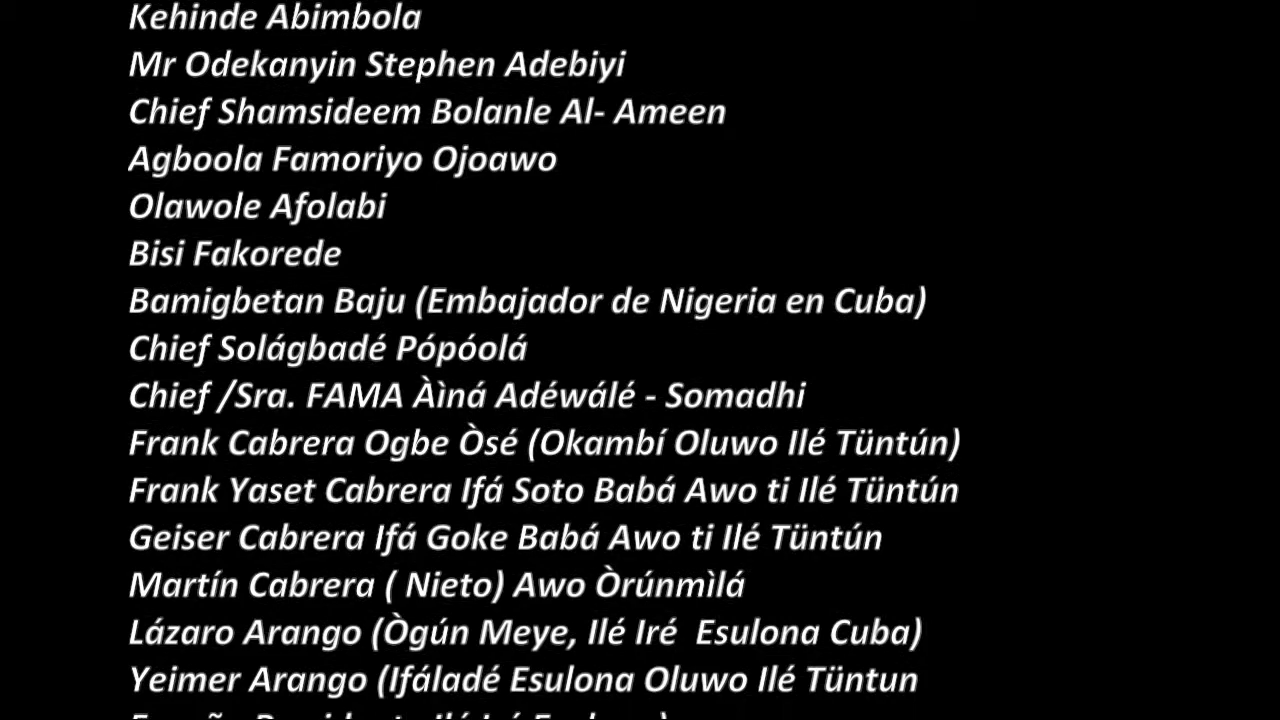 Kehinde Abimbola
Mr Odekanyin Stephen Adebiyi
Chief Shamsideem Bolanle Al- Ameen
Agboola Famoriyo Ojoawo
Olawole Afolabi
Bisi Fakorede
Bamigbetan Baju (Embajador de Nigeria en Cuba)
Chief Solágbadé Pópóolá
Chief /Sra. FAMA Àìná Adéwálé - Somadhi
Frank Cabrera Ogbe Òsé (Okambí Oluwo Ilé Tüntún)
Frank Yaset Cabrera Ifá Soto Babá Awo ti Ilé Tüntún
Geiser Cabrera Ifá Goke Babá Awo ti Ilé Tüntún
Martín Cabrera ( Nieto) Awo Òrúnmìlá
Lázaro Arango (Ògún Meye, Ilé Iré  Esulona Cuba)
Yeimer Arango (Ifáladé Esulona Oluwo Ilé Tüntun